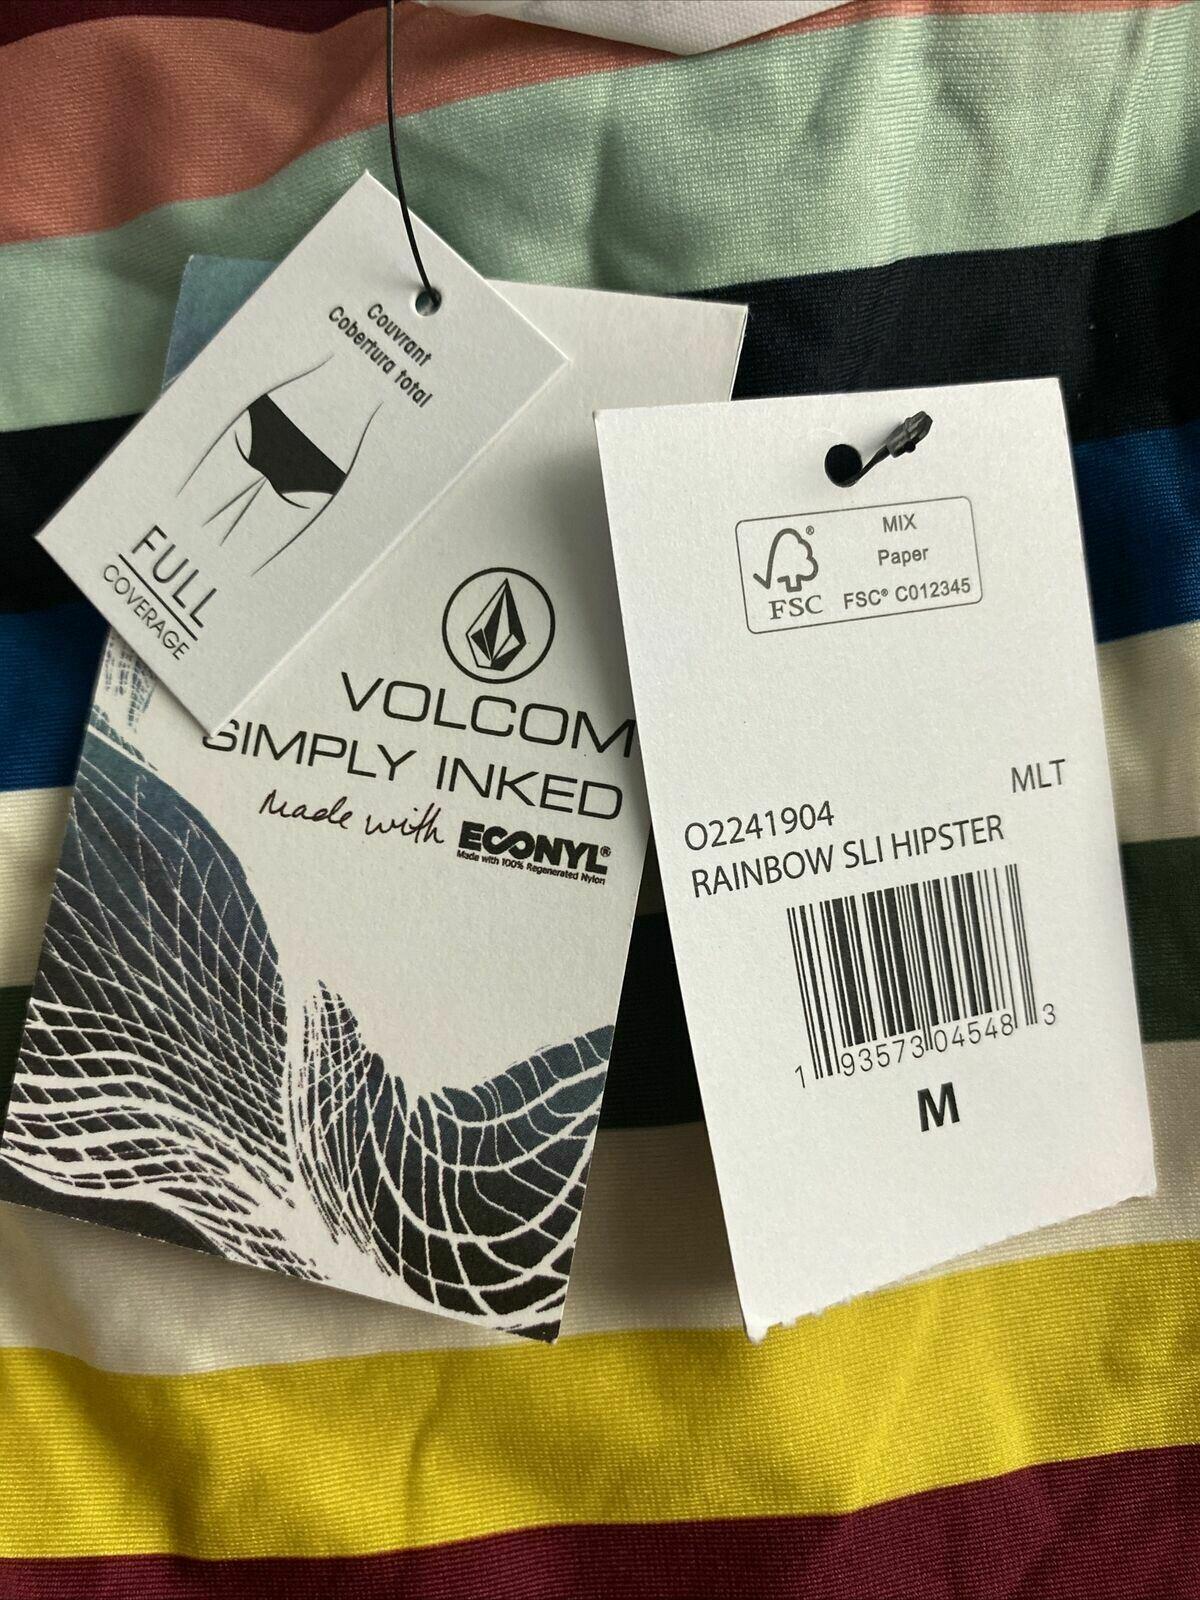 Couvrant
Cobertura total
FULL
COVERAGE
VOLCOM
SIMPLY INKED
Made with ECONYL®
Made with 100% Regenerated Nylon
MIX
Paper
FSC® C012345
FSC
MLT
O2241904
RAINBOW SLI HIPSTER
1 93573 04548 3
M